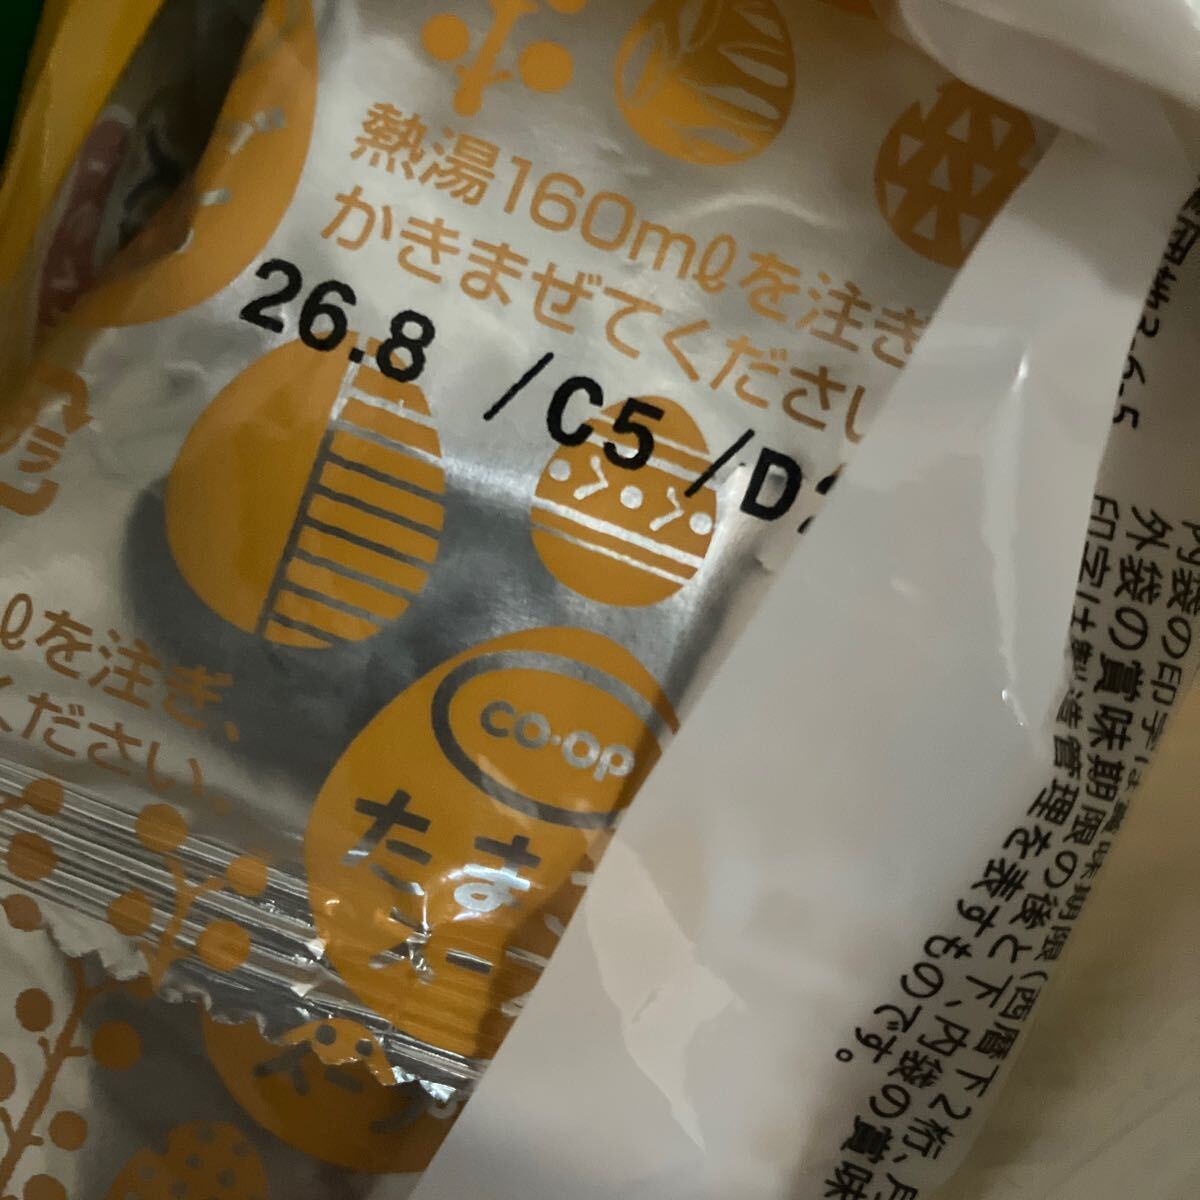 熱湯160mlを注ぎ
かきまぜてください
26.8 /C5 /D
lを注ぎ、
ください。
co・op
たま
スー
内袋の印字は賞味期限(西暦下2桁、月
外袋の賞味期限の後と下、内袋の賞味
印字は製造管理を表すものです。